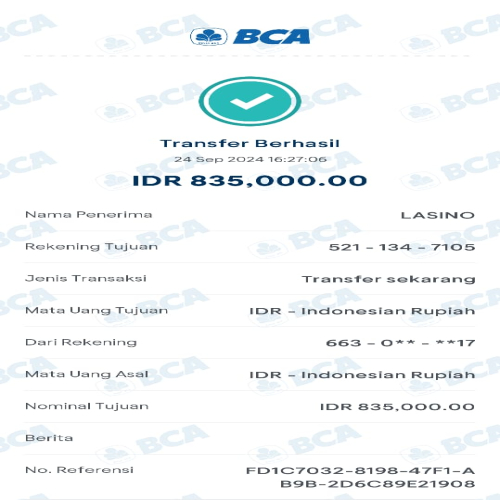 BCA
Transfer Berhasil
24 Sep 2024 16:27:06
IDR 835,000.00
Nama Penerima LASINO
Rekening Tujuan 521 - 134 - 7105
Jenis Transaksi Transfer sekarang
Mata Uang Tujuan IDR - Indonesian Rupiah
Dari Rekening 663 - 0** - **17
Mata Uang Asal IDR - Indonesian Rupiah
Nominal Tujuan IDR 835,000.00
Berita
No. Referensi FD1C7032-8198-47F1-A
B9B-2D6C89E21908